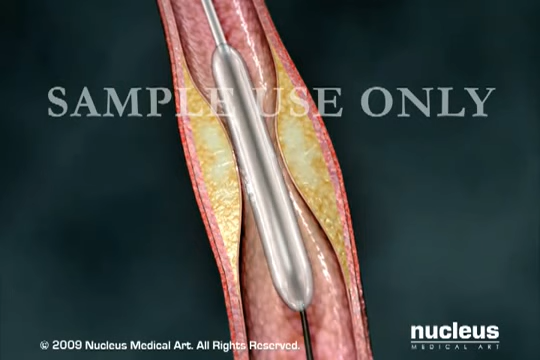 SAMPLE USE ONLY
© 2009 Nucleus Medical Art. All Rights Reserved.
nucleus
MEDICAL ART